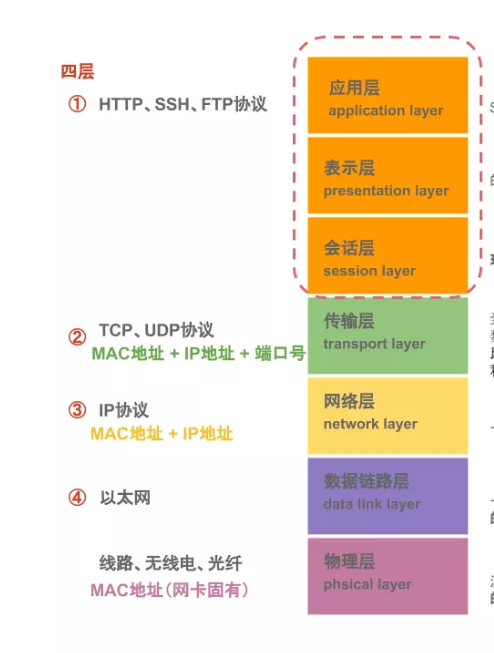 四层
① HTTP、SSH、FTP协议
应用层
application layer
表示层
presentation layer
会话层
session layer
② TCP、UDP协议
MAC地址 + IP地址 + 端口号
传输层
transport layer
③ IP协议
MAC地址 + IP地址
网络层
network layer
④ 以太网
数据链路层
data link layer
线路、无线电、光纤
MAC地址(网卡固有)
物理层
phsical layer